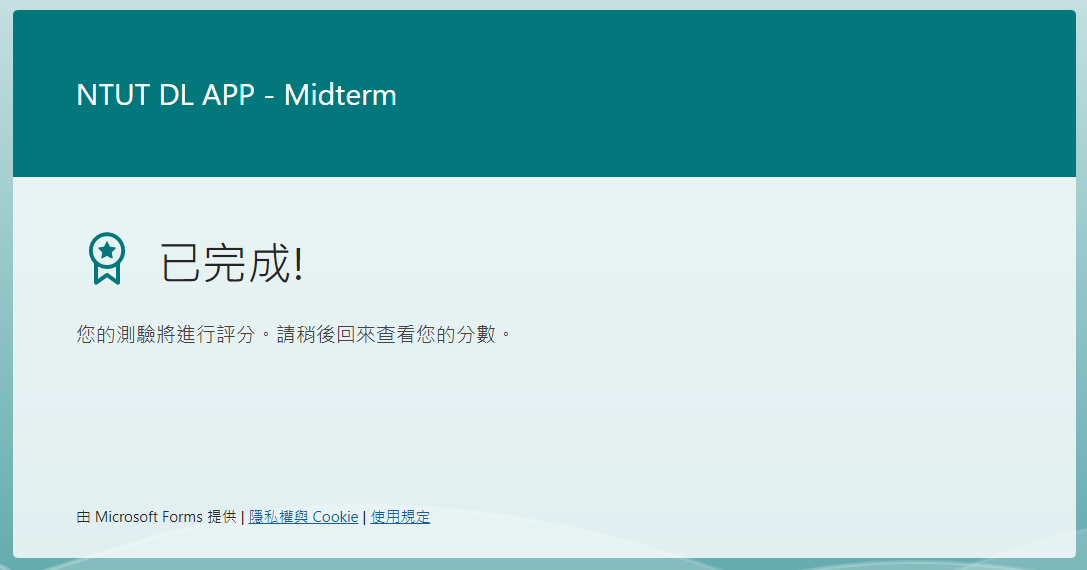 NTUT DL APP - Midterm
已完成!
您的測驗將進行評分。請稍後回來查看您的分數。
由 Microsoft Forms 提供 | 隱私權與 Cookie | 使用規定